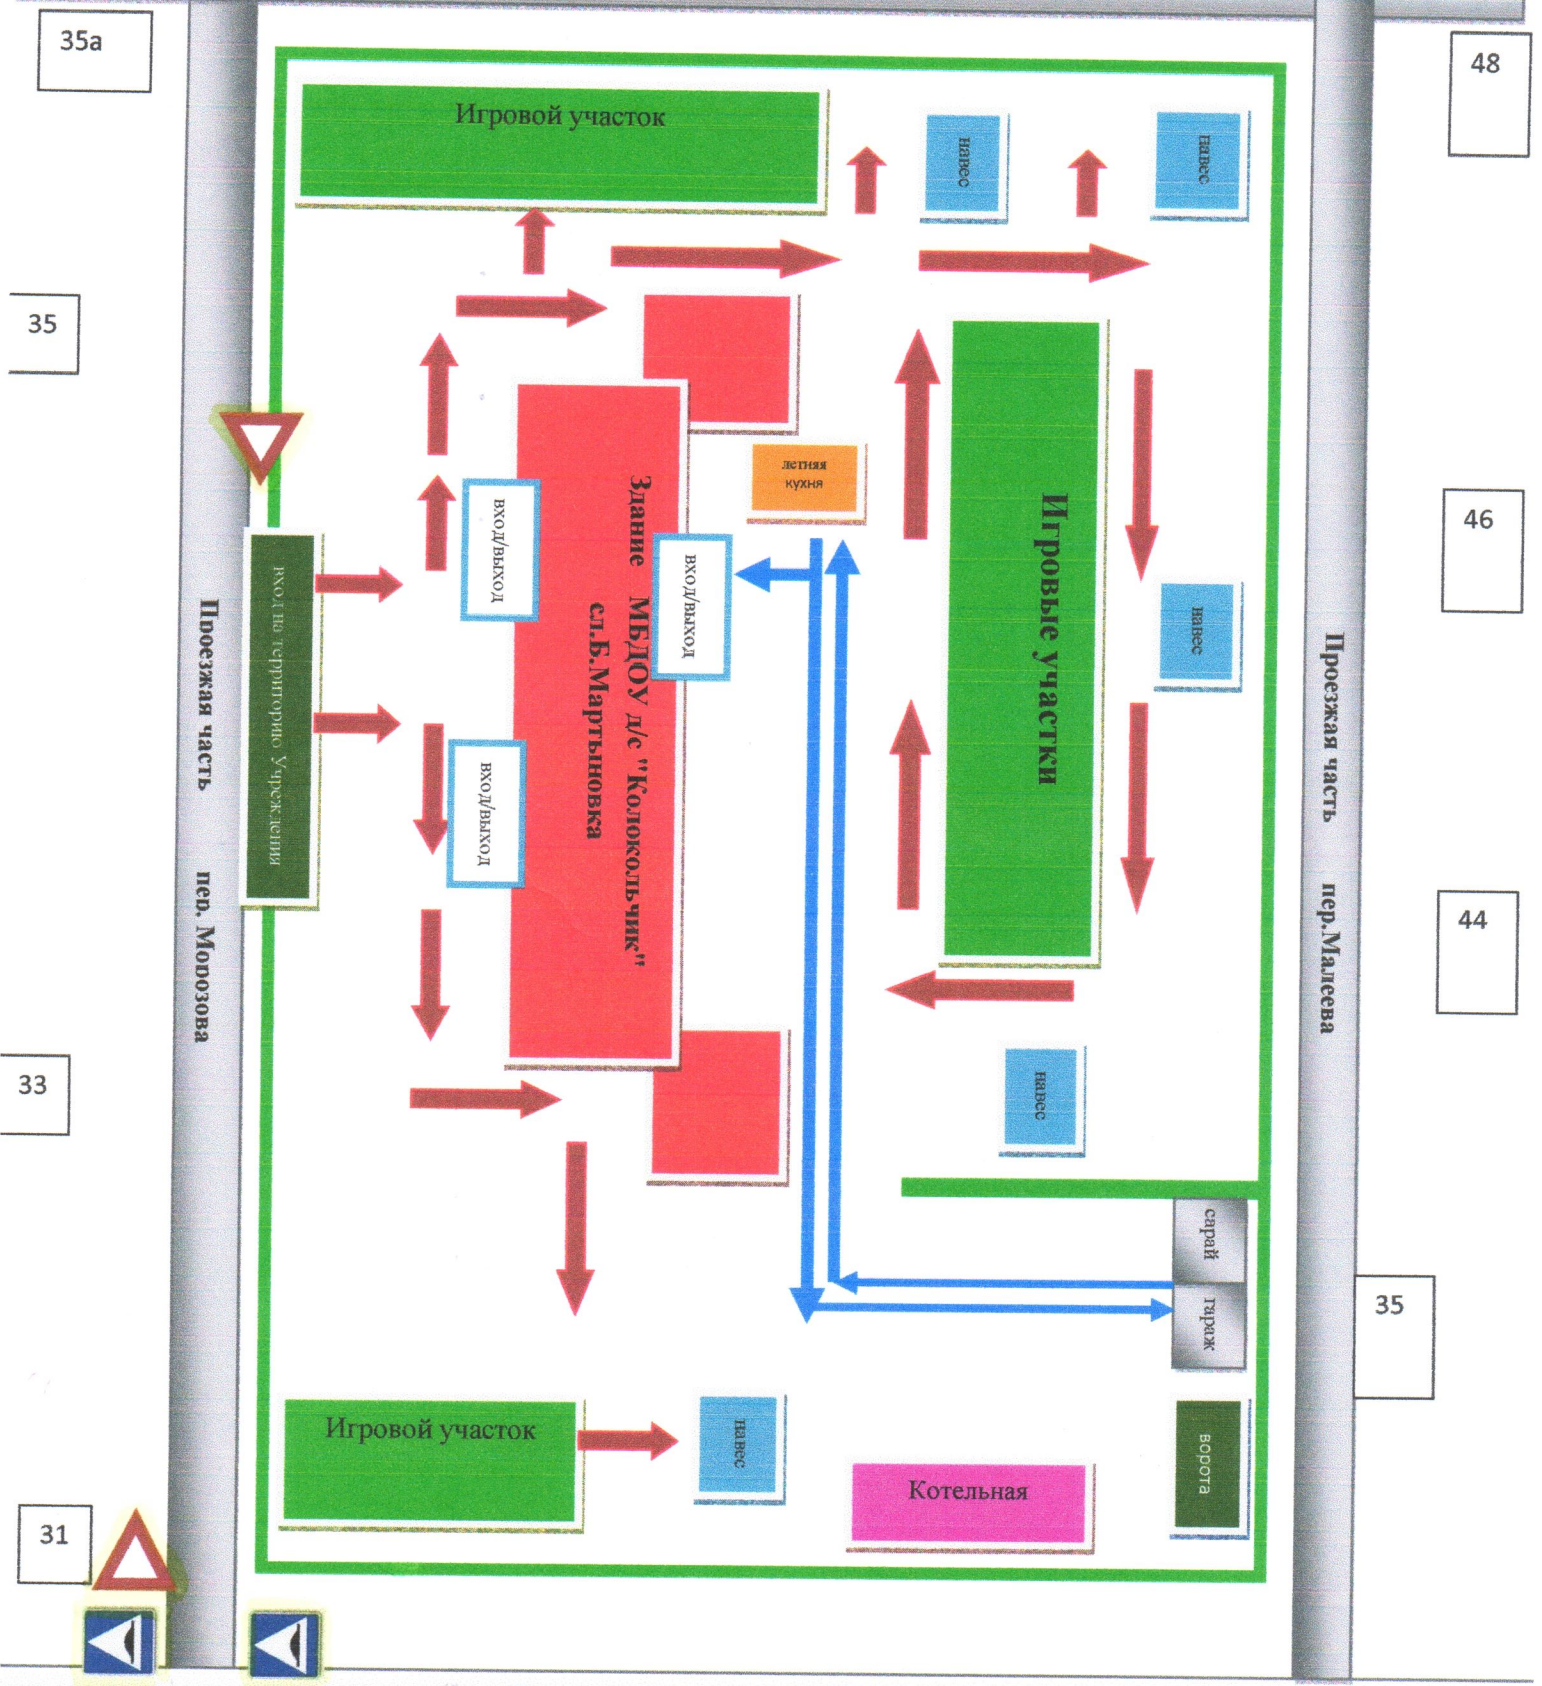 35а
48
Игровой участок
навес
навес
35
летняя
кухня
46
Здание МБДОУ д/с "Колокольчик"
сл.Б.Мартыновка
вход/выход
вход/выход
вход/выход
Игровые участки
навес
вход на территорию Учреждения
Проезжая часть пер. Морозова
Проезжая часть пер.Малеева
44
33
навес
сарай
гараж
35
Игровой участок
навес
Котельная
ворота
31